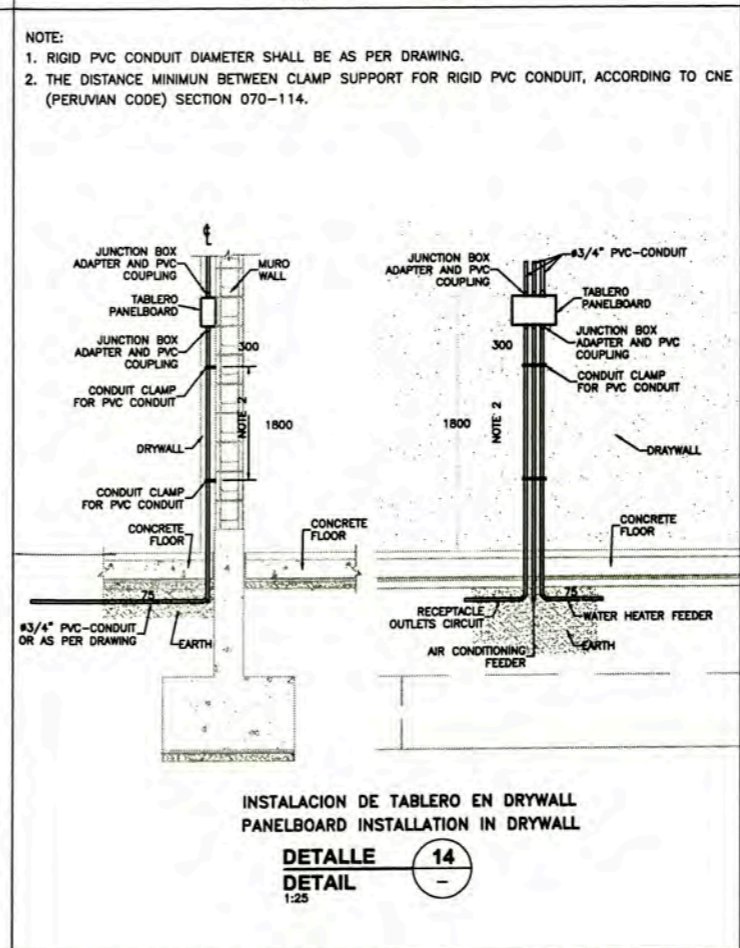 NOTE:
1. RIGID PVC CONDUIT DIAMETER SHALL BE AS PER DRAWING.
2. THE DISTANCE MINIMUN BETWEEN CLAMP SUPPORT FOR RIGID PVC CONDUIT, ACCORDING TO CNE
(PERUVIAN CODE) SECTION 070-114.
℄
JUNCTION BOX
ADAPTER AND PVC
COUPLING
MURO
WALL
TABLERO
PANELBOARD
JUNCTION BOX
ADAPTER AND PVC
COUPLING
300
CONDUIT CLAMP
FOR PVC CONDUIT
NOTE 2
1800
DRYWALL
CONDUIT CLAMP
FOR PVC CONDUIT
CONCRETE
FLOOR
CONCRETE
FLOOR
75
ø3/4" PVC-CONDUIT
OR AS PER DRAWING
EARTH
JUNCTION BOX
ADAPTER AND PVC
COUPLING
ø3/4" PVC-CONDUIT
TABLERO
PANELBOARD
300
JUNCTION BOX
ADAPTER AND PVC
COUPLING
CONDUIT CLAMP
FOR PVC CONDUIT
1800
NOTE 2
DRAYWALL
CONCRETE
FLOOR
75
RECEPTACLE
OUTLETS CIRCUIT
WATER HEATER FEEDER
EARTH
AIR CONDITIONING
FEEDER
INSTALACION DE TABLERO EN DRYWALL
PANELBOARD INSTALLATION IN DRYWALL
DETALLE 14
DETAIL -
1:25